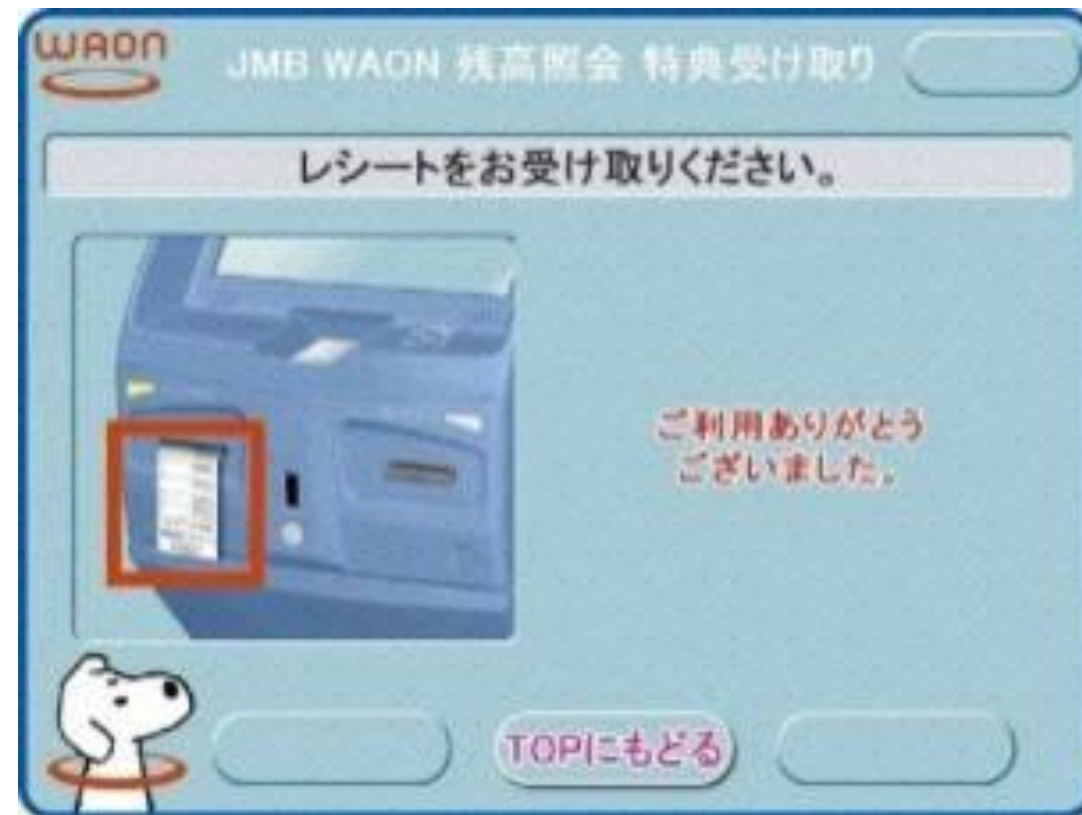 WAON
JMB WAON 残高照会 特典受け取り
レシートをお受け取りください。
ご利用ありがとう
ございました。
TOPにもどる